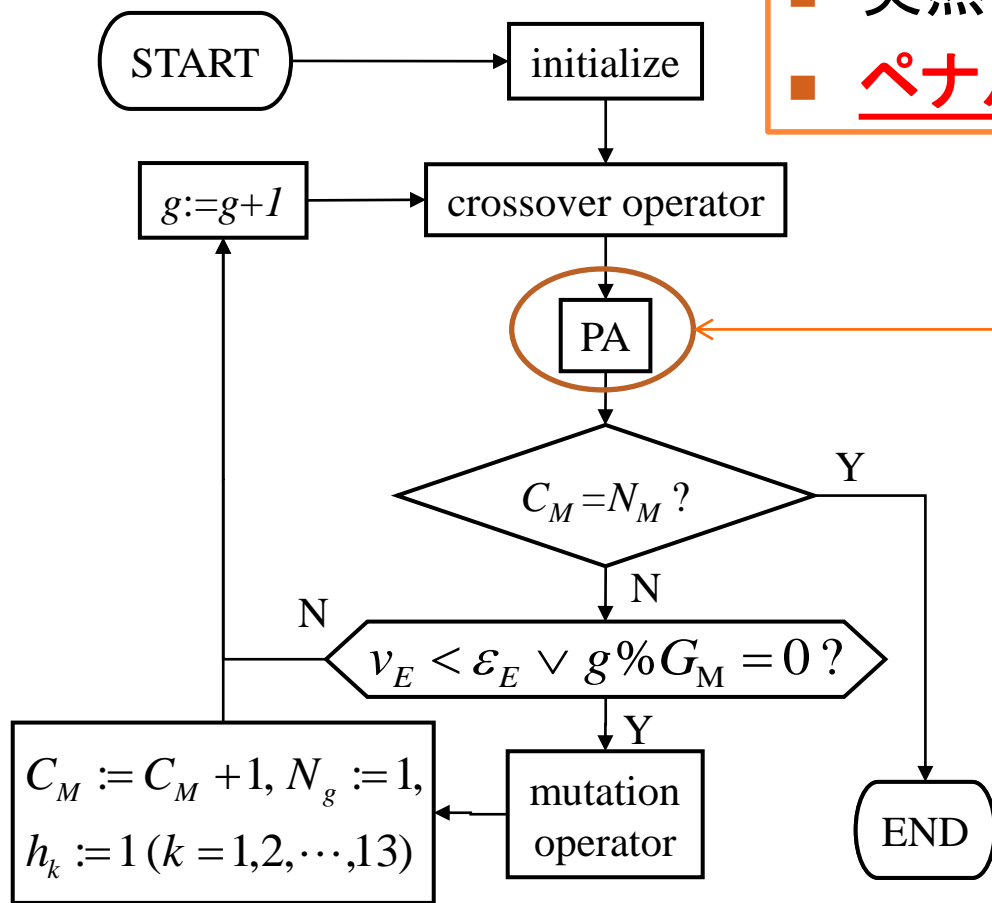 START
initialize
g:=g+1
crossover operator
PA
C_M=N_M ?
Y
N
N
v_E < ε_E ∨ g%G_M = 0 ?
Y
C_M := C_M +1, N_g := 1,
h_k := 1 (k = 1,2,⋯,13)
mutation
operator
END